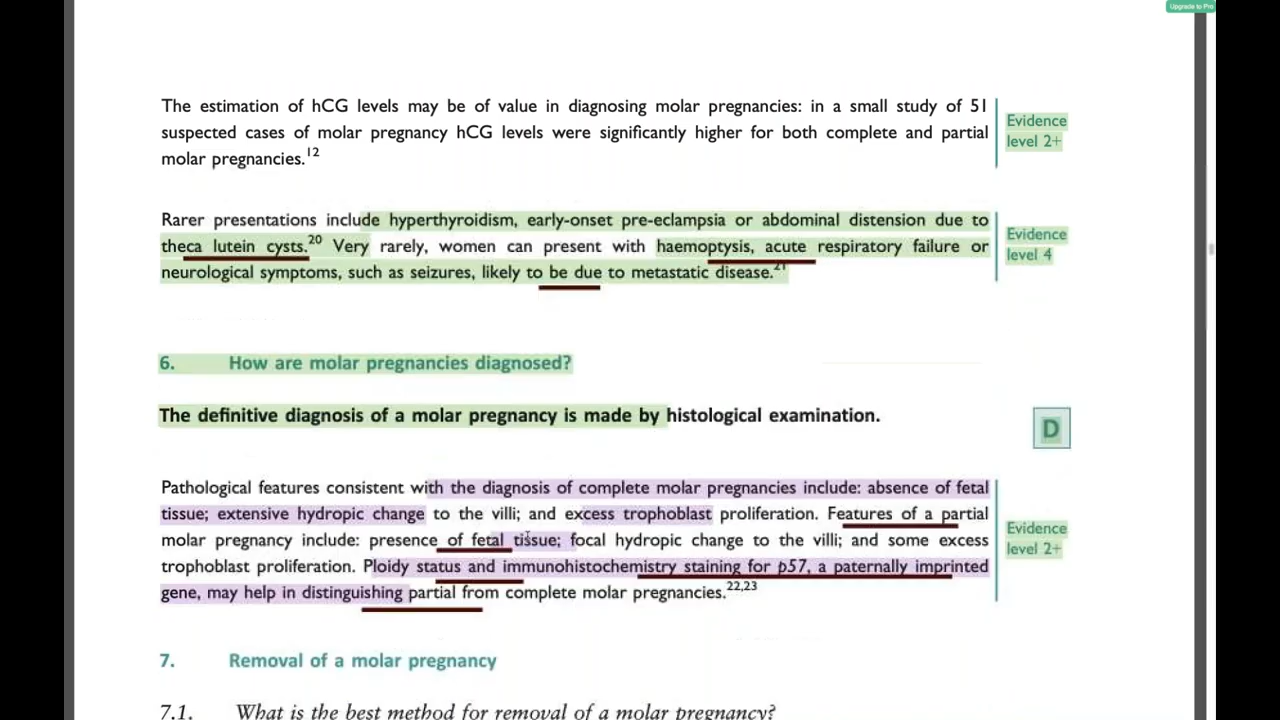 Upgrade to Pro
The estimation of hCG levels may be of value in diagnosing molar pregnancies: in a small study of 51
suspected cases of molar pregnancy hCG levels were significantly higher for both complete and partial
molar pregnancies.12
Evidence
level 2+
Rarer presentations include hyperthyroidism, early-onset pre-eclampsia or abdominal distension due to
theca lutein cysts.20 Very rarely, women can present with haemoptysis, acute respiratory failure or
neurological symptoms, such as seizures, likely to be due to metastatic disease.21
Evidence
level 4
6. How are molar pregnancies diagnosed?
The definitive diagnosis of a molar pregnancy is made by histological examination.
D
Pathological features consistent with the diagnosis of complete molar pregnancies include: absence of fetal
tissue; extensive hydropic change to the villi; and excess trophoblast proliferation. Features of a partial
molar pregnancy include: presence of fetal tissue; focal hydropic change to the villi; and some excess
trophoblast proliferation. Ploidy status and immunohistochemistry staining for p57, a paternally imprinted
gene, may help in distinguishing partial from complete molar pregnancies.22,23
Evidence
level 2+
7. Removal of a molar pregnancy
7.1. What is the best method for removal of a molar pregnancy?